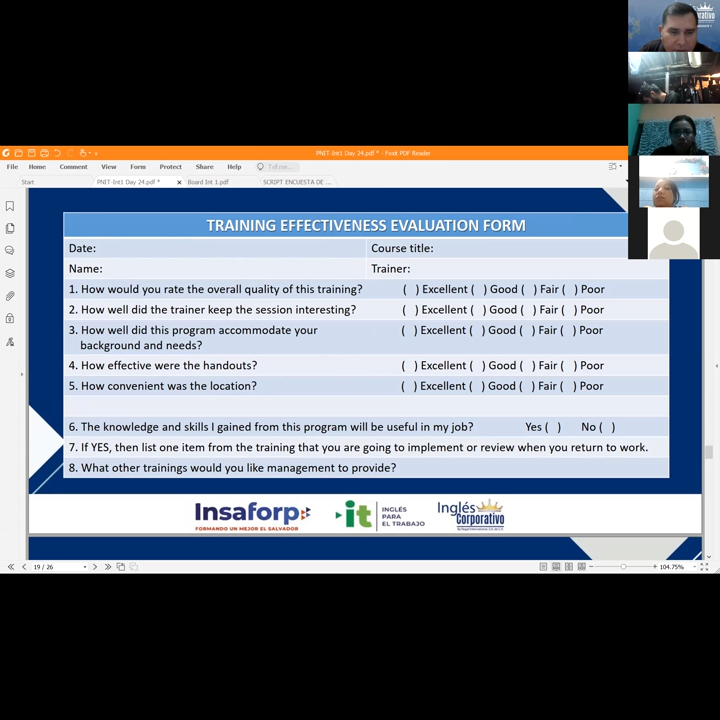 PNIT-Int1 Day 24.pdf * - Foxit PDF Reader
File Home Comment View Form Protect Share Help Tell me...
Start PNIT-Int1 Day 24.pdf * Board Int 1.pdf SCRIPT ENCUESTA DE ...
TRAINING EFFECTIVENESS EVALUATION FORM
Date: Course title:
Name: Trainer:
1. How would you rate the overall quality of this training? ( ) Excellent ( ) Good ( ) Fair ( ) Poor
2. How well did the trainer keep the session interesting? ( ) Excellent ( ) Good ( ) Fair ( ) Poor
3. How well did this program accommodate your ( ) Excellent ( ) Good ( ) Fair ( ) Poor
background and needs?
4. How effective were the handouts? ( ) Excellent ( ) Good ( ) Fair ( ) Poor
5. How convenient was the location? ( ) Excellent ( ) Good ( ) Fair ( ) Poor
6. The knowledge and skills I gained from this program will be useful in my job? Yes ( ) No ( )
7. If YES, then list one item from the training that you are going to implement or review when you return to work.
8. What other trainings would you like management to provide?
Insaforp
FORMANDO UN MEJOR EL SALVADOR
it
INGLÉS
PARA
EL TRABAJO
Inglés
Corporativo
19 / 26
104.75%